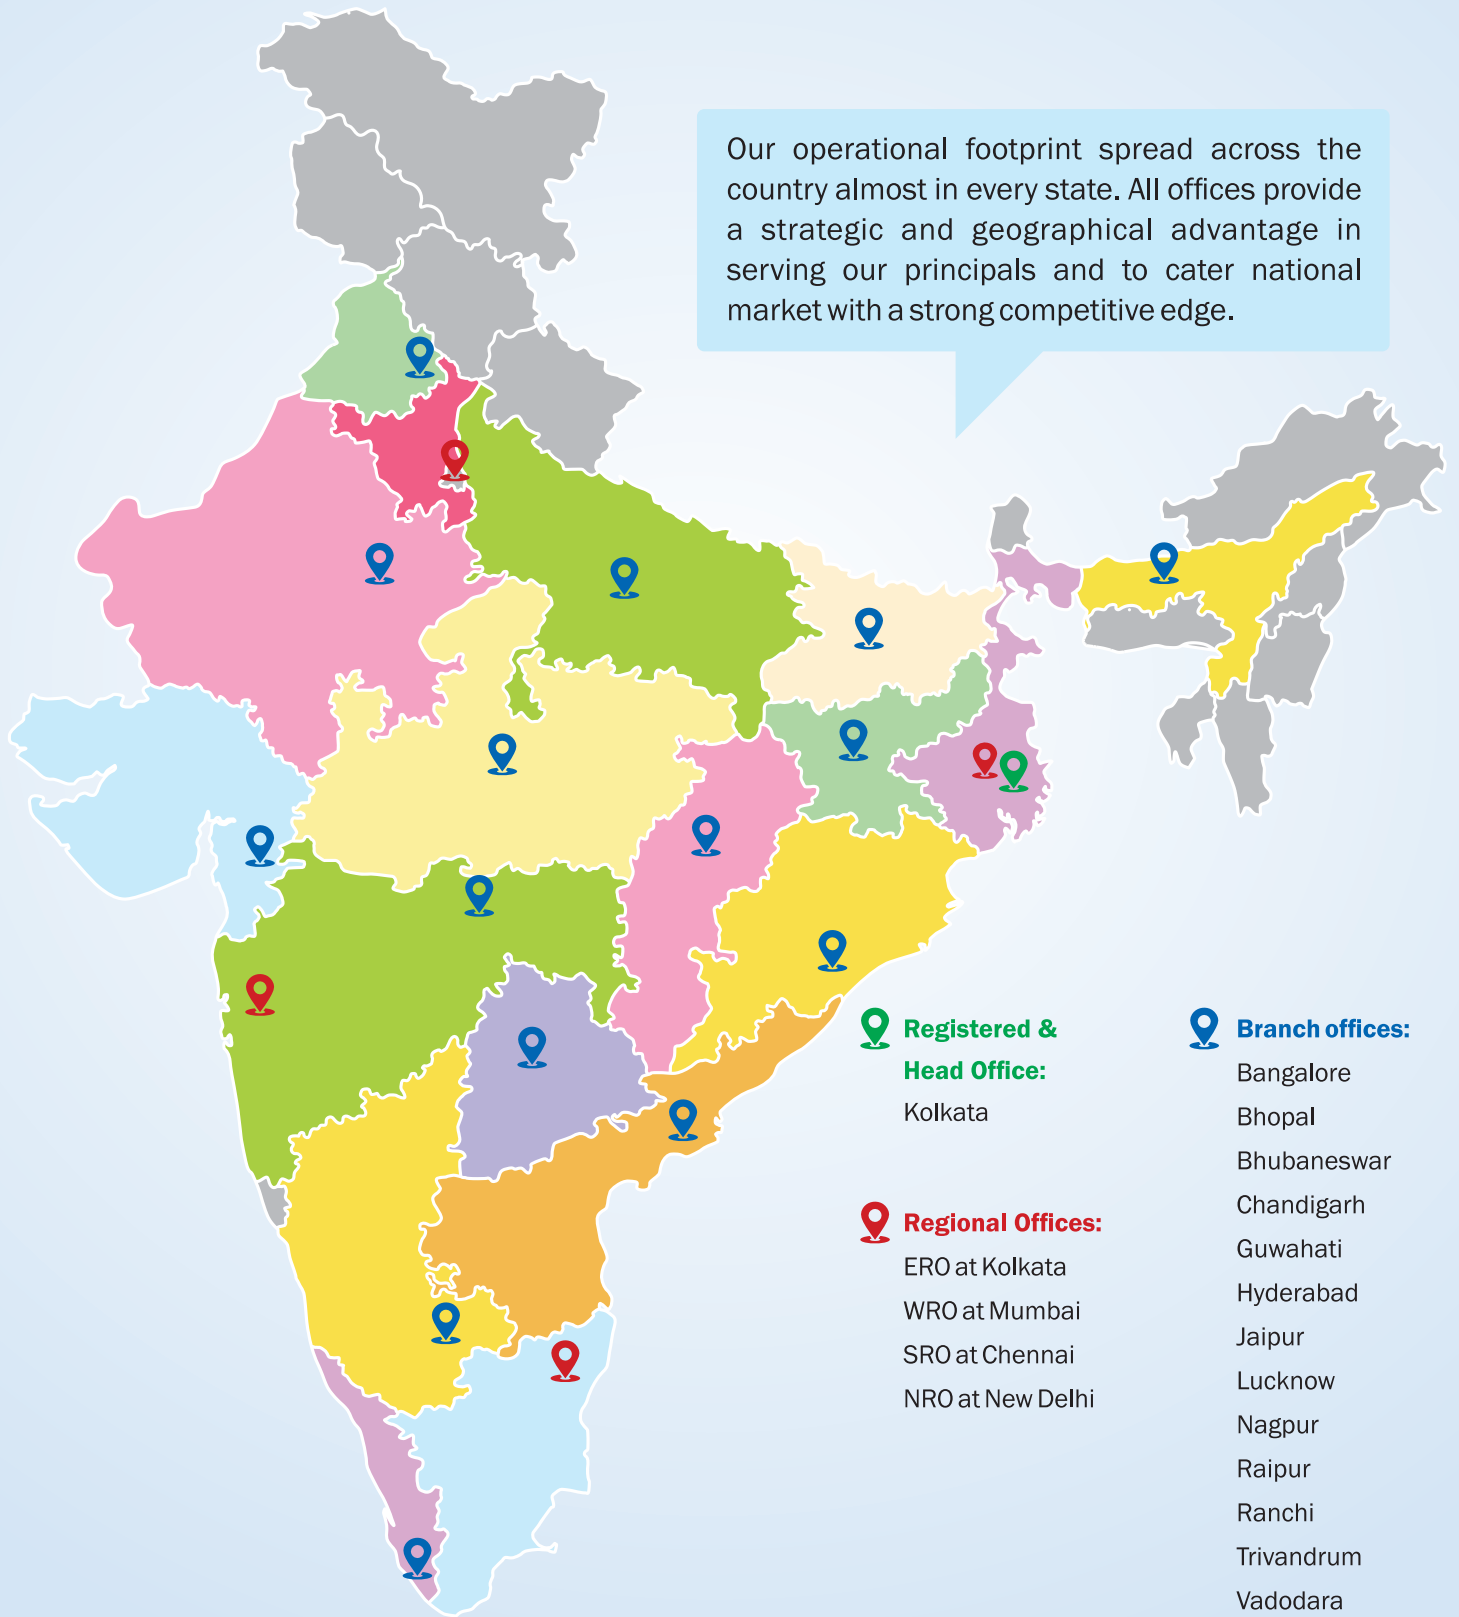 Our operational footprint spread across the
country almost in every state. All offices provide
a strategic and geographical advantage in
serving our principals and to cater national
market with a strong competitive edge.
Registered &
Head Office:
Kolkata
Regional Offices:
ERO at Kolkata
WRO at Mumbai
SRO at Chennai
NRO at New Delhi
Branch offices:
Bangalore
Bhopal
Bhubaneswar
Chandigarh
Guwahati
Hyderabad
Jaipur
Lucknow
Nagpur
Raipur
Ranchi
Trivandrum
Vadodara